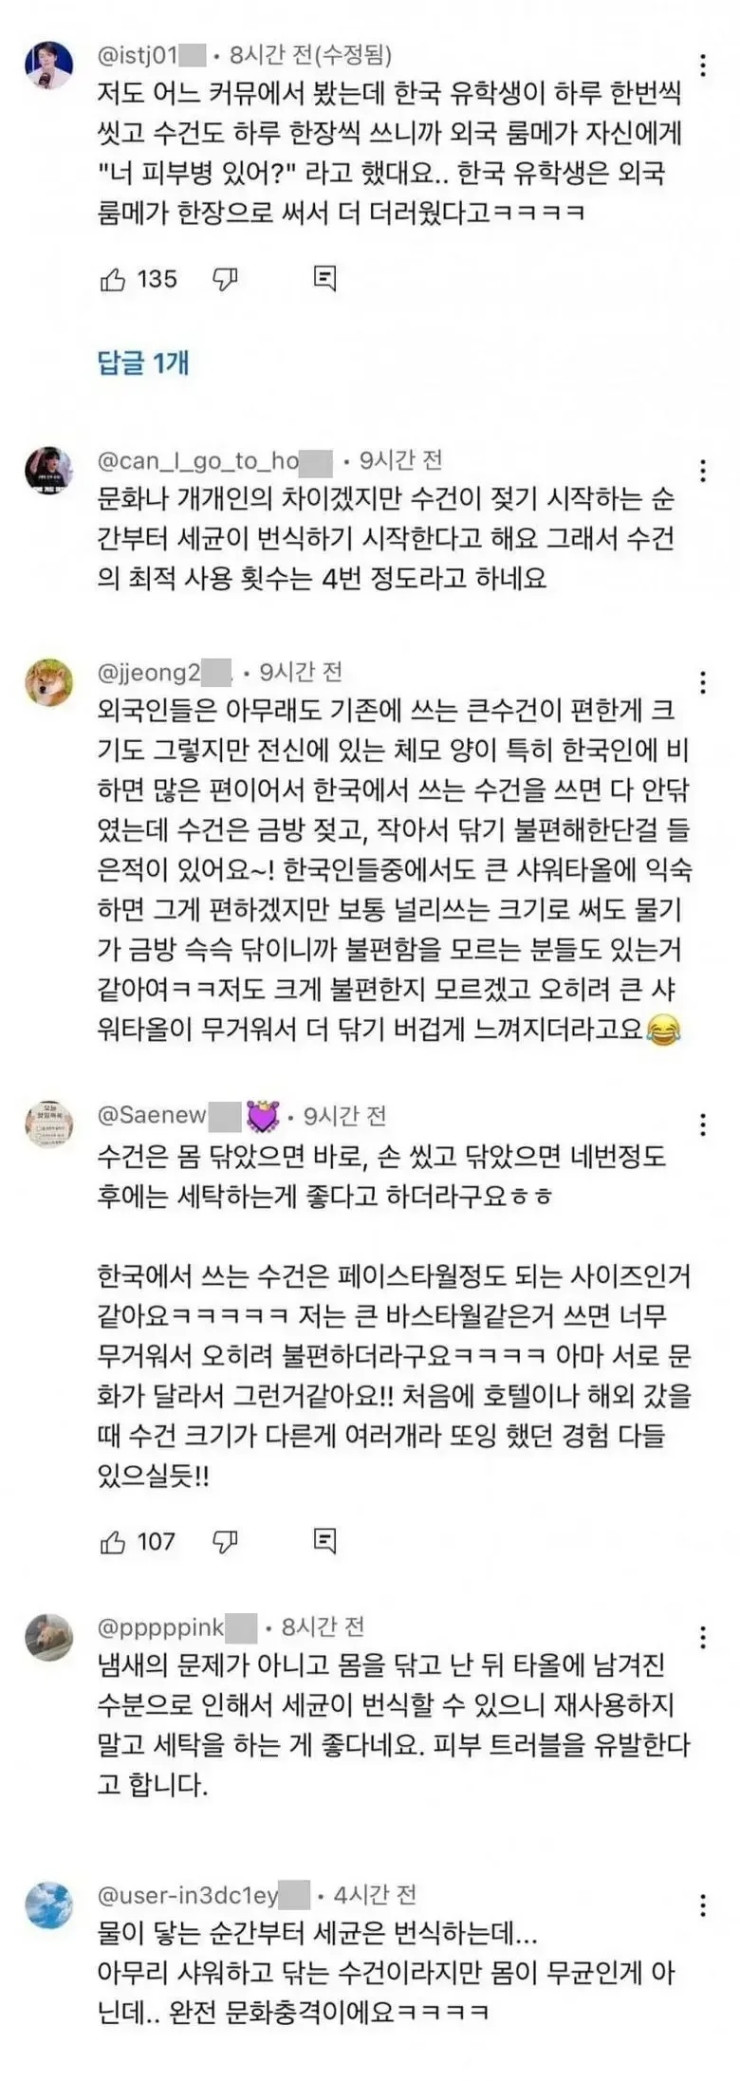 @istj01 • 8시간 전(수정됨)
저도 어느 커뮤에서 봤는데 한국 유학생이 하루 한번씩
씻고 수건도 하루 한장씩 쓰니까 외국 룸메가 자신에게
"너 피부병 있어?" 라고 했대요.. 한국 유학생은 외국
룸메가 한장으로 써서 더 더러웠다고ㅋㅋㅋㅋ
135
답글 1개
@can_I_go_to_ho • 9시간 전
문화나 개개인의 차이겠지만 수건이 젖기 시작하는 순
간부터 세균이 번식하기 시작한다고 해요 그래서 수건
의 최적 사용 횟수는 4번 정도라고 하네요
@jjeong2 • 9시간 전
외국인들은 아무래도 기존에 쓰는 큰수건이 편한게 크
기도 그렇지만 전신에 있는 체모 양이 특히 한국인에 비
하면 많은 편이어서 한국에서 쓰는 수건을 쓰면 다 안닦
였는데 수건은 금방 젖고, 작아서 닦기 불편해한단걸 들
은적이 있어요~! 한국인들중에서도 큰 샤워타올에 익숙
하면 그게 편하겠지만 보통 널리쓰는 크기로 써도 물기
가 금방 슥슥 닦이니까 불편함을 모르는 분들도 있는거
같아여ㅋㅋ저도 크게 불편한지 모르겠고 오히려 큰 샤
워타올이 무거워서 더 닦기 버겁게 느껴지더라고요😂
@Saenew 💘 • 9시간 전
수건은 몸 닦았으면 바로, 손 씼고 닦았으면 네번정도
후에는 세탁하는게 좋다고 하더라구요ㅎㅎ
한국에서 쓰는 수건은 페이스타월정도 되는 사이즈인거
같아요ㅋㅋㅋㅋㅋ 저는 큰 바스타월같은거 쓰면 너무
무거워서 오히려 불편하더라구요ㅋㅋㅋㅋ 아마 서로 문
화가 달라서 그런거같아요!! 처음에 호텔이나 해외 갔을
때 수건 크기가 다른게 여러개라 또잉 했던 경험 다들
있으실듯!!
107
@pppppink • 8시간 전
냄새의 문제가 아니고 몸을 닦고 난 뒤 타올에 남겨진
수분으로 인해서 세균이 번식할 수 있으니 재사용하지
말고 세탁을 하는 게 좋다네요. 피부 트러블을 유발한다
고 합니다.
@user-in3dc1ey • 4시간 전
물이 닿는 순간부터 세균은 번식하는데...
아무리 샤워하고 닦는 수건이라지만 몸이 무균인게 아
닌데.. 완전 문화충격이에요ㅋㅋㅋㅋ